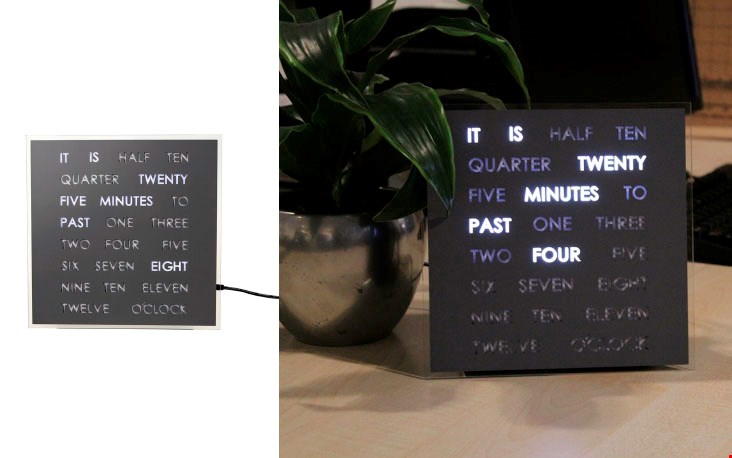 IT IS HALF TEN
QUARTER TWENTY
FIVE MINUTES TO
PAST ONE THREE
TWO FOUR FIVE
SIX SEVEN EIGHT
NINE TEN ELEVEN
TWELVE O'CLOCK
IT IS HALF TEN
QUARTER TWENTY
FIVE MINUTES TO
PAST ONE THREE
TWO FOUR FIVE
SIX SEVEN EIGHT
NINE TEN ELEVEN
TWELVE O'CLOCK